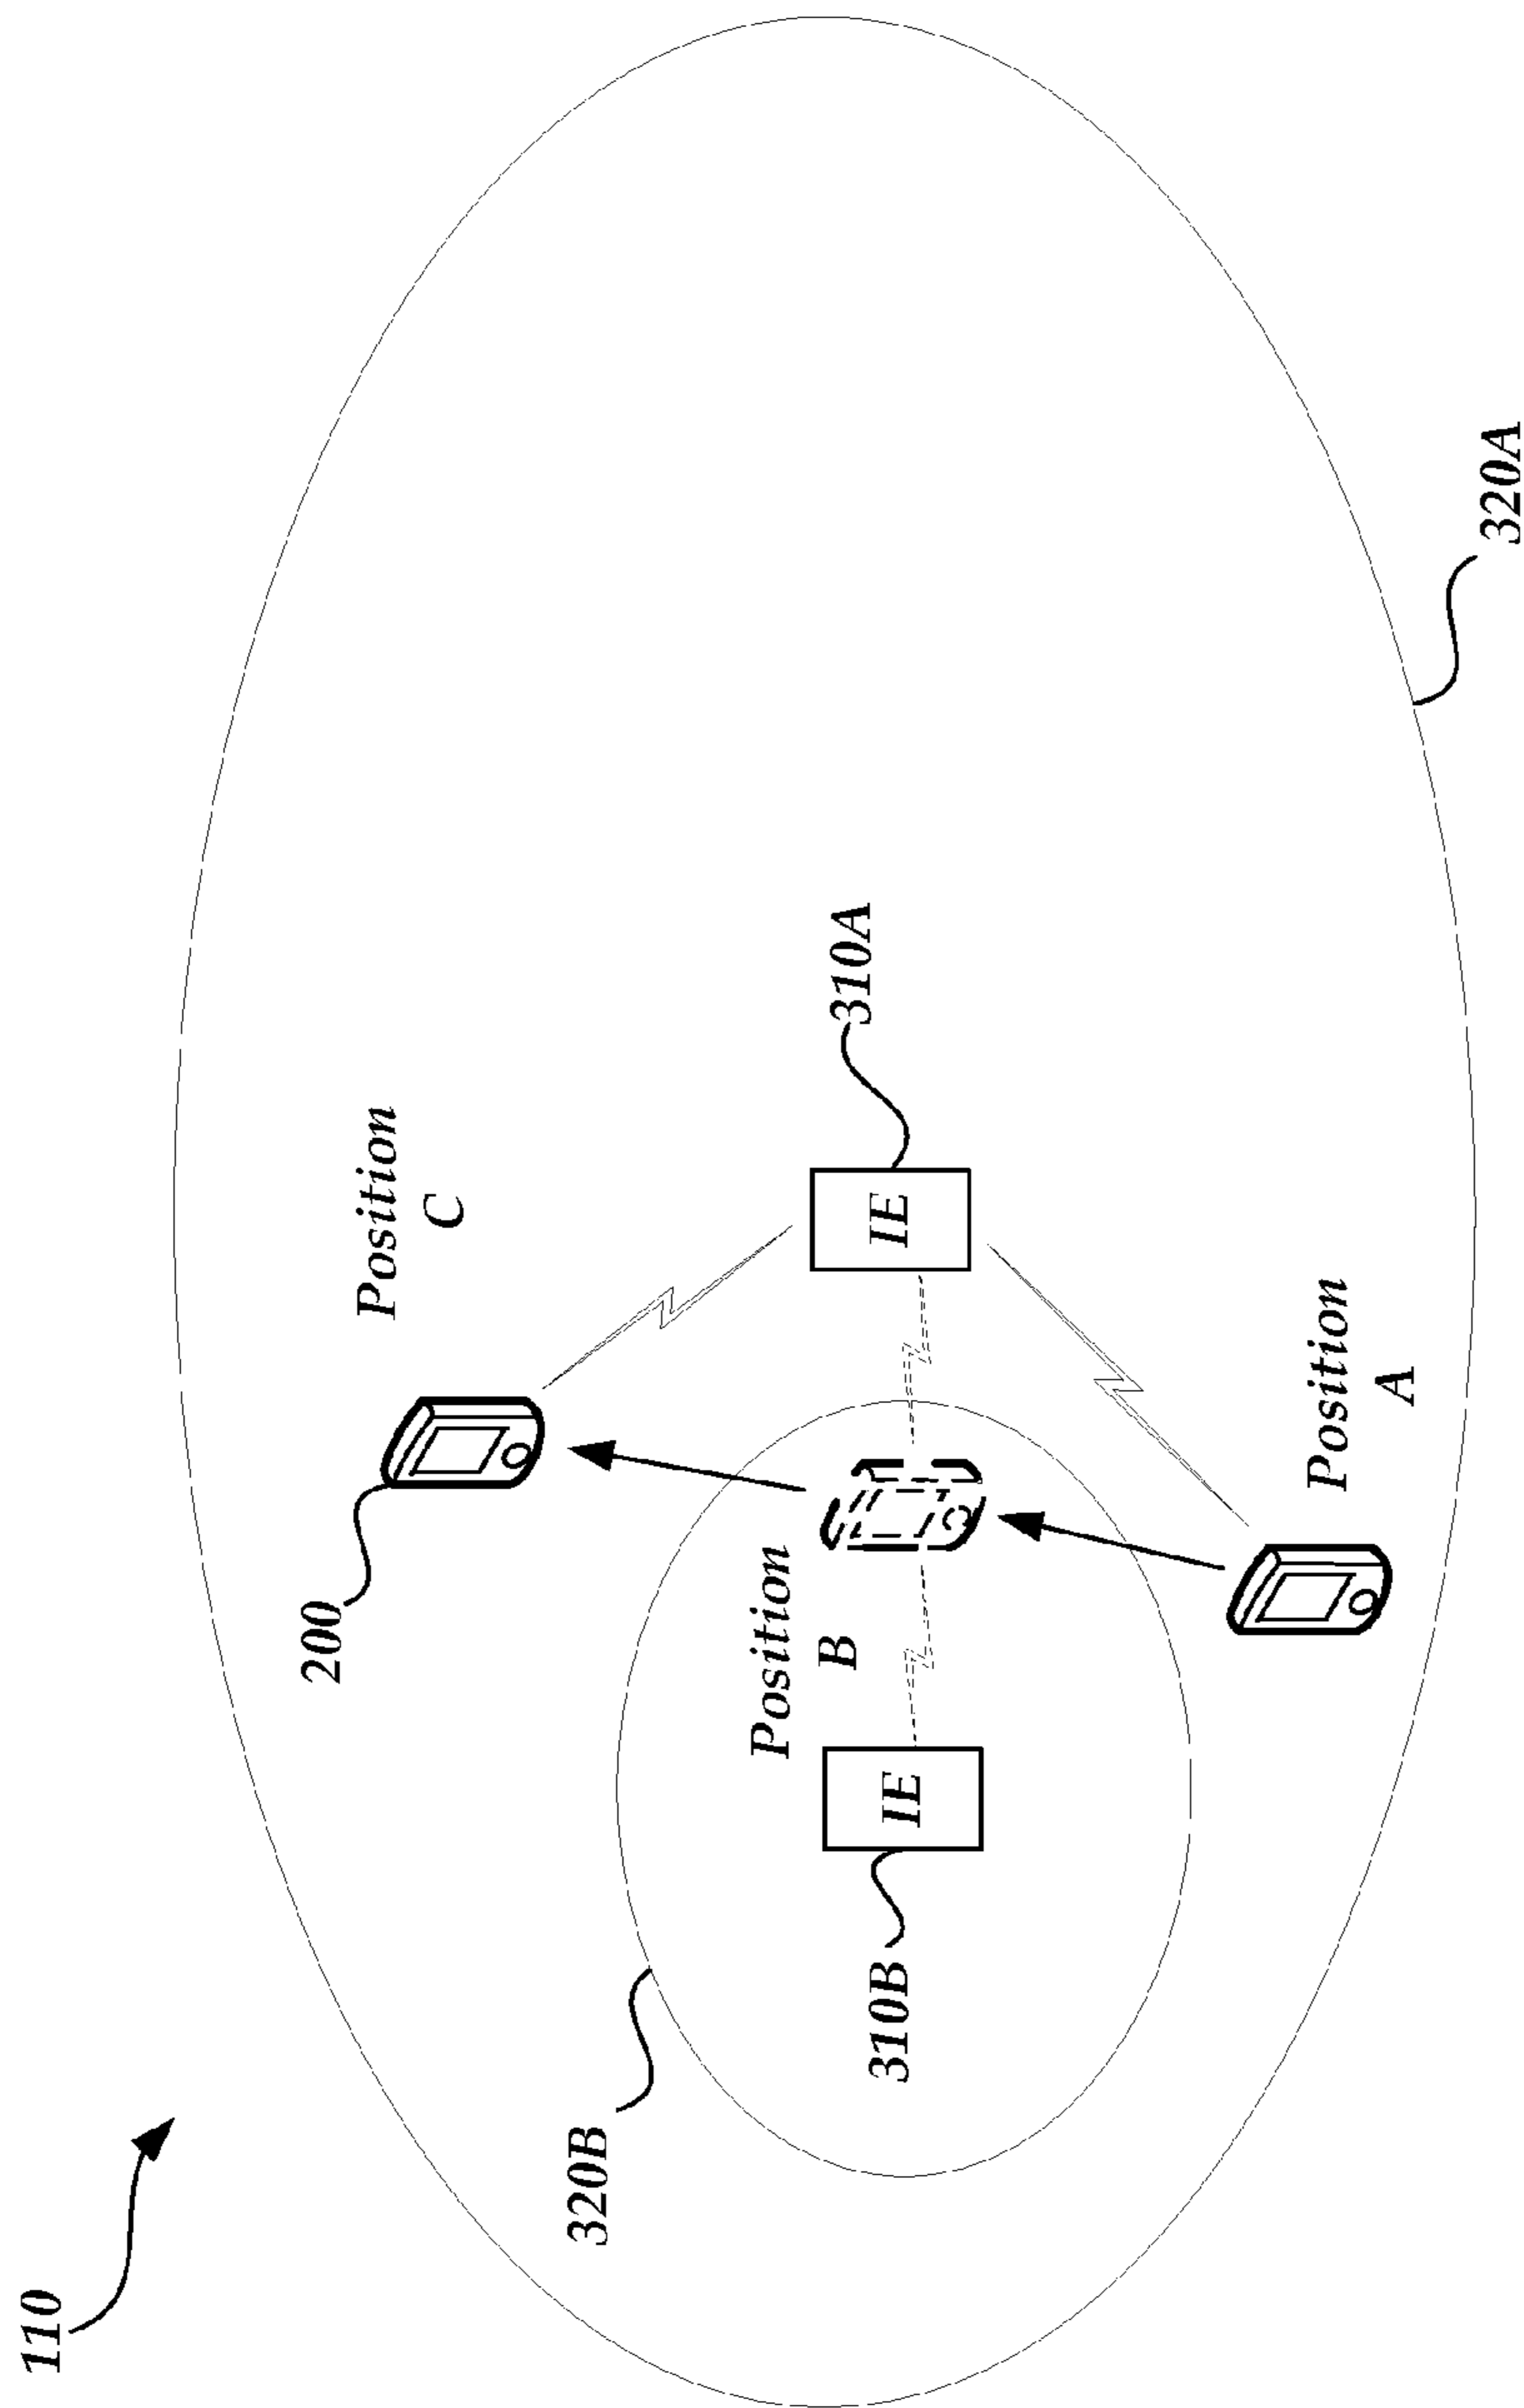 110
200
Position
C
320B
Position
B
310A
IE
IE
310B
Position
A
320A